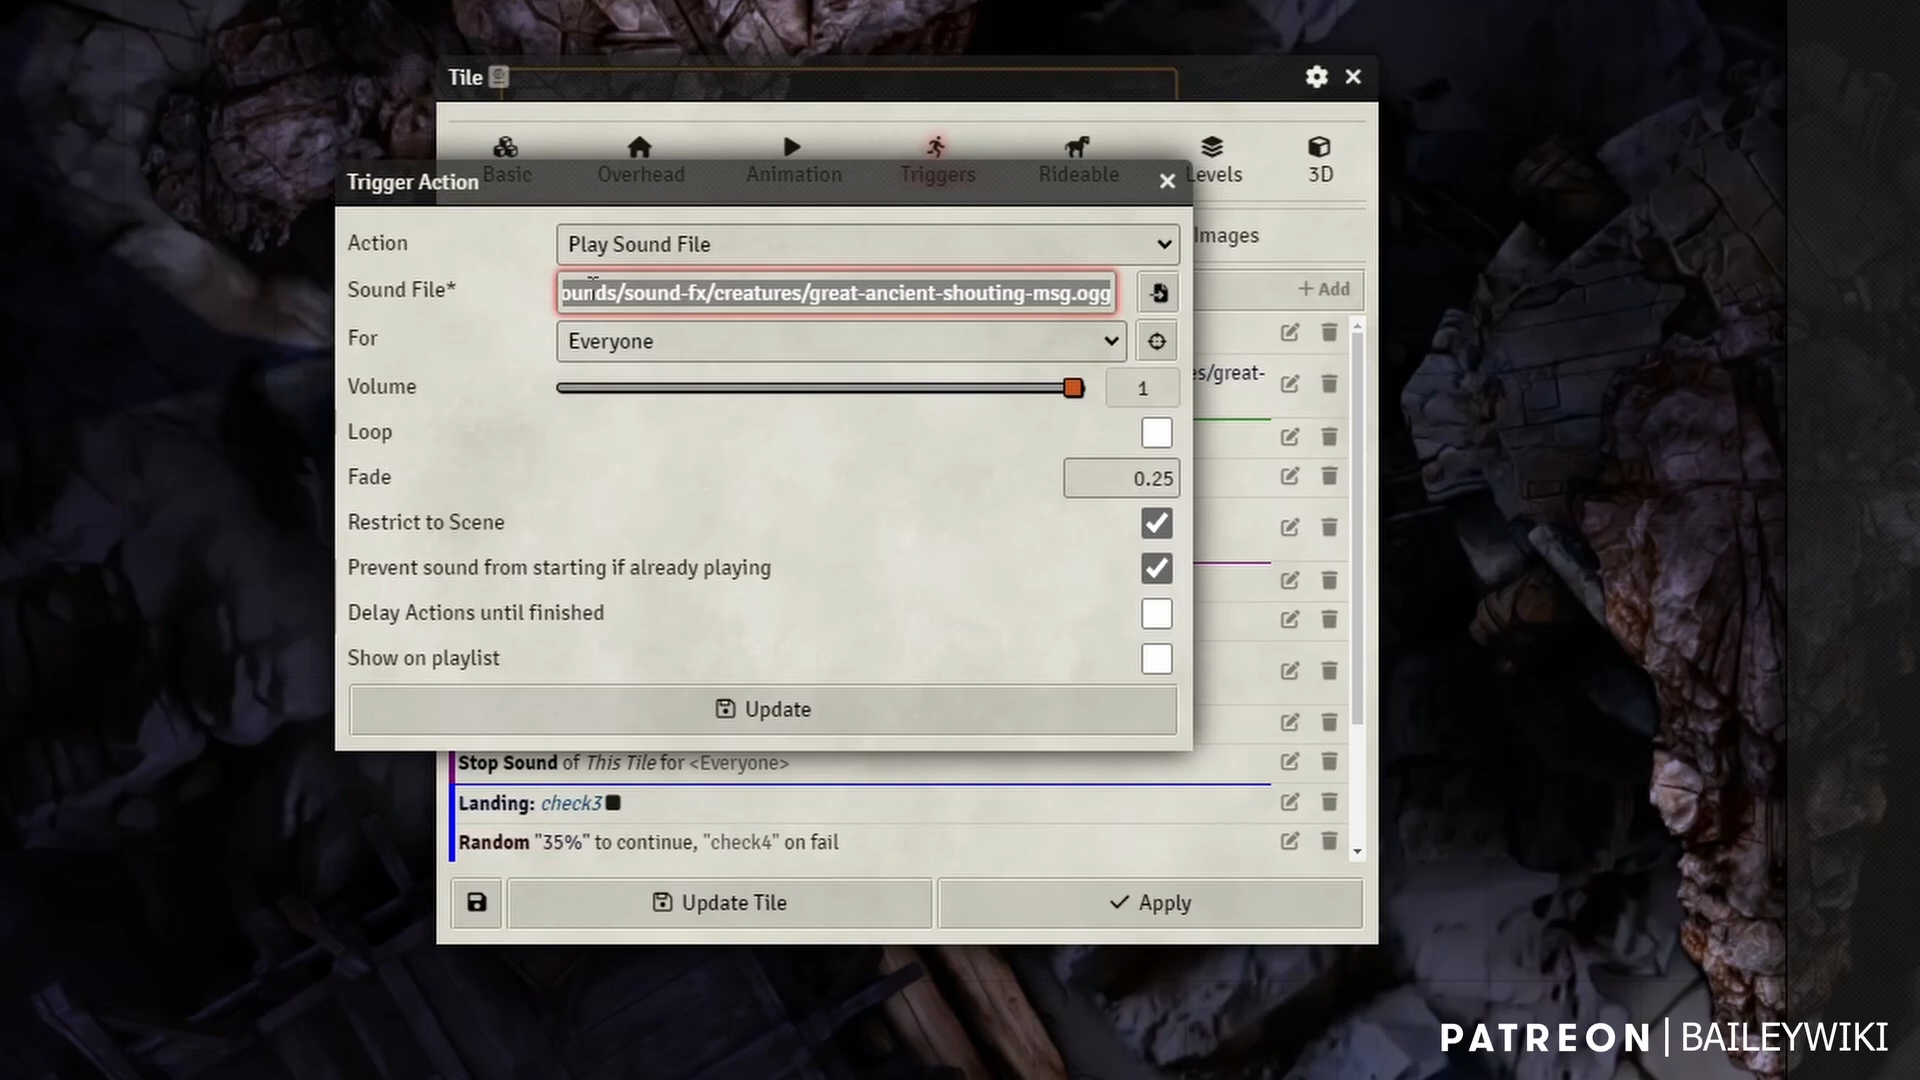 Tile
Basic
Overhead
Animation
Triggers
Rideable
Levels
3D
Trigger Action
Images
Action
Play Sound File
Sound File*
ounds/sound-fx/creatures/great-ancient-shouting-msg.ogg
+ Add
For
Everyone
Volume
1
es/great-
Loop
Fade
0.25
Restrict to Scene
Prevent sound from starting if already playing
Delay Actions until finished
Show on playlist
Update
Stop Sound of This Tile for <Everyone>
Landing: check3
Random "35%" to continue, "check4" on fail
Update Tile
Apply
PATREON | BAILEYWIKI